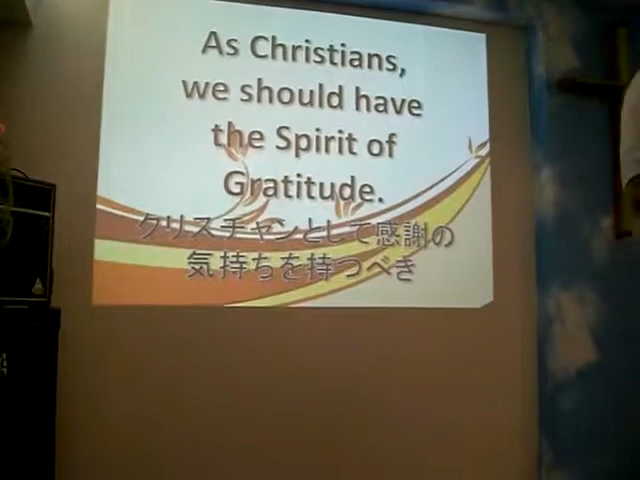 As Christians,
we should have
the Spirit of
Gratitude.
クリスチャンとして感謝の
気持ちを持つべき